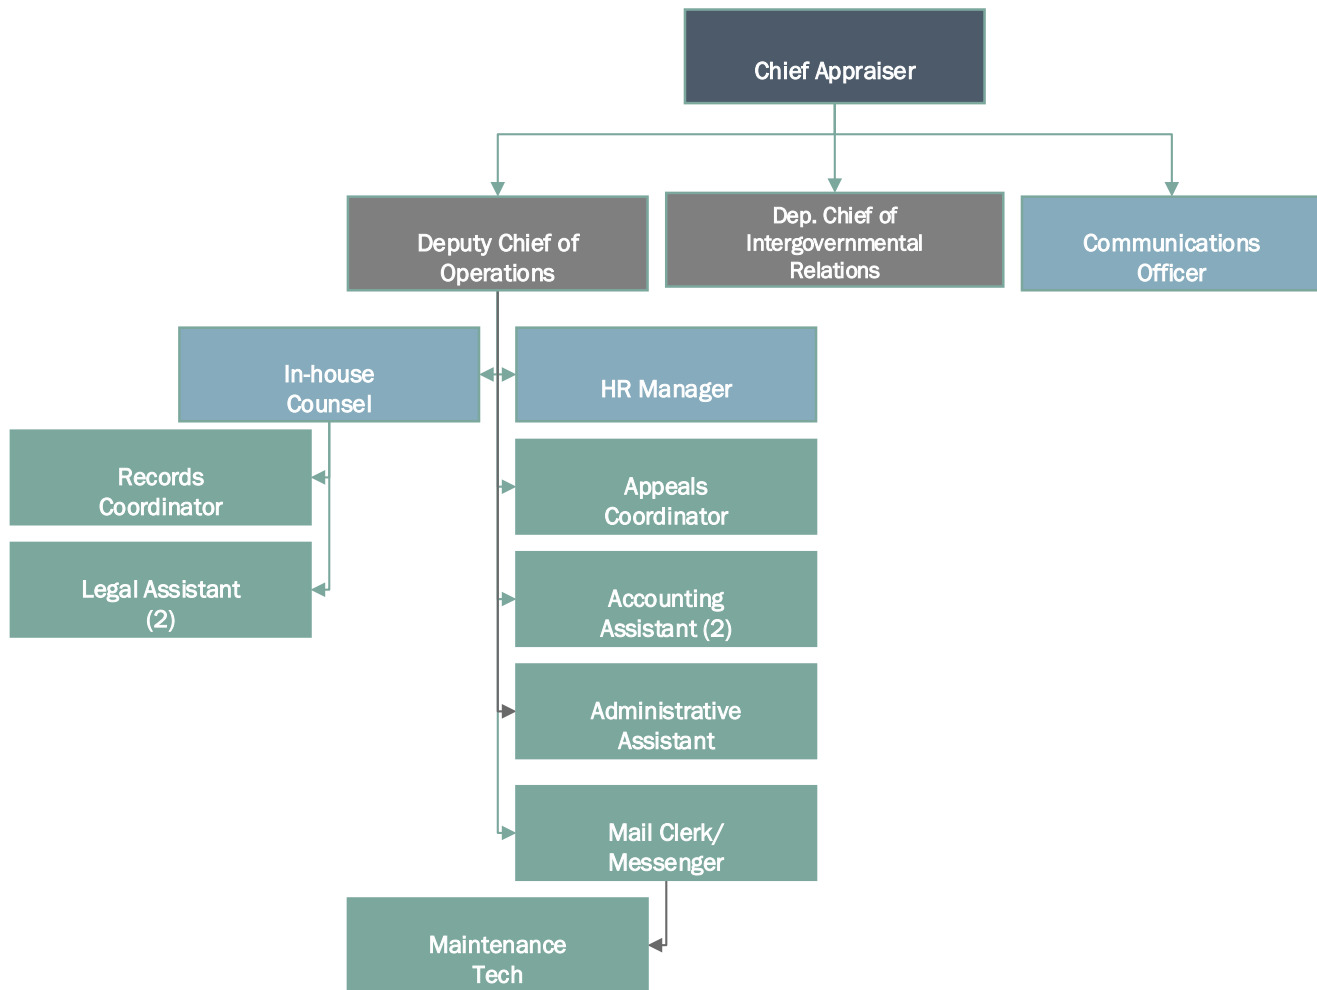 Chief Appraiser
Deputy Chief of
Operations
Dep. Chief of
Intergovernmental
Relations
Communications
Officer
In-house
Counsel
HR Manager
Records
Coordinator
Appeals
Coordinator
Legal Assistant
(2)
Accounting
Assistant (2)
Administrative
Assistant
Mail Clerk/
Messenger
Maintenance
Tech